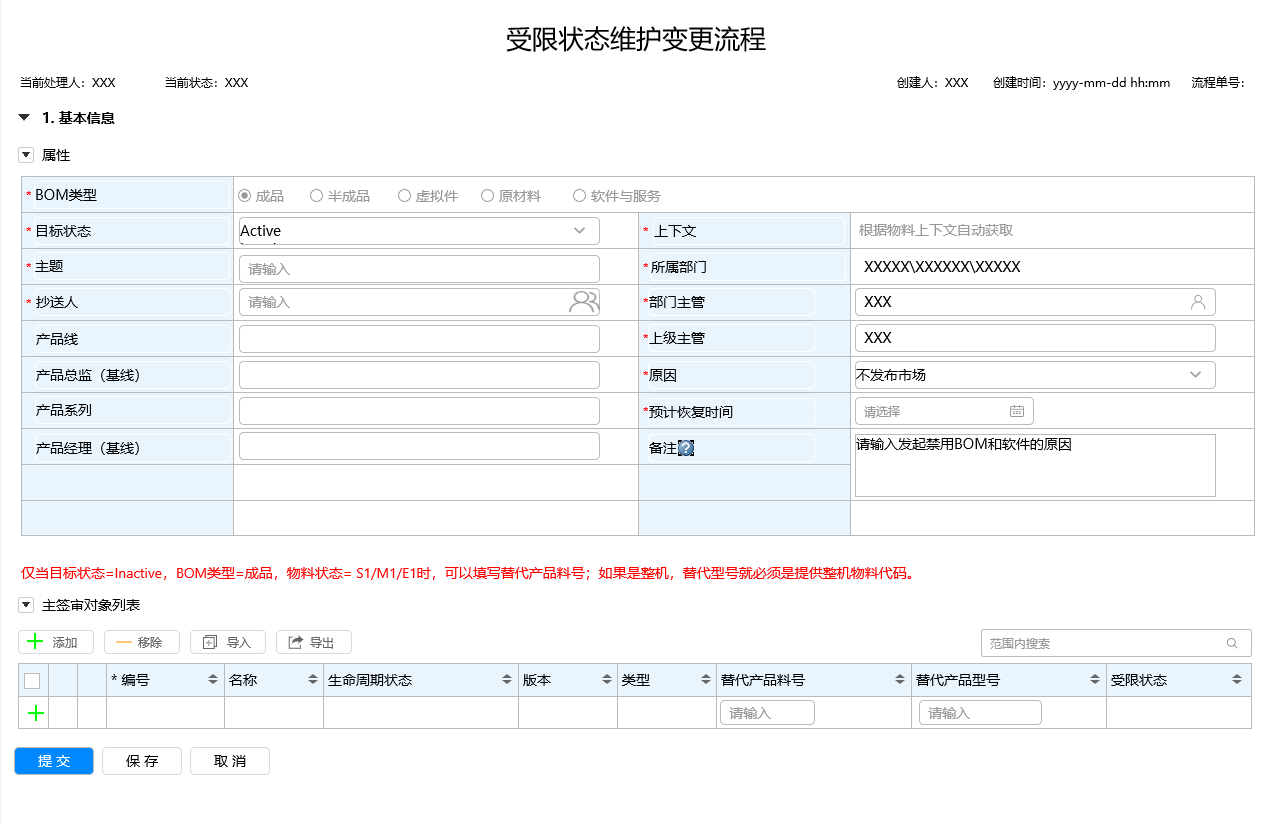 受限状态维护变更流程
当前处理人：XXX 当前状态：XXX 创建人：XXX 创建时间：yyyy-mm-dd hh:mm 流程单号：
1. 基本信息
属性
*BOM类型 成品 半成品 虚拟件 原材料 软件与服务
*目标状态 Active * 上下文 根据物料上下文自动获取
*主题 请输入 *所属部门 XXXXX\XXXXXX\XXXXX
*抄送人 请输入 *部门主管 XXX
产品线 *上级主管 XXX
产品总监（基线） *原因 不发布市场
产品系列 *预计恢复时间 请选择
产品经理（基线） 备注? 请输入发起禁用BOM和软件的原因
仅当目标状态=Inactive，BOM类型=成品，物料状态= S1/M1/E1时，可以填写替代产品料号；如果是整机，替代型号就必须是提供整机物料代码。
主签审对象列表
添加 移除 导入 导出 范围内搜索
* 编号 名称 生命周期状态 版本 类型 替代产品料号 替代产品型号 受限状态
请输入 请输入
提 交 保 存 取 消